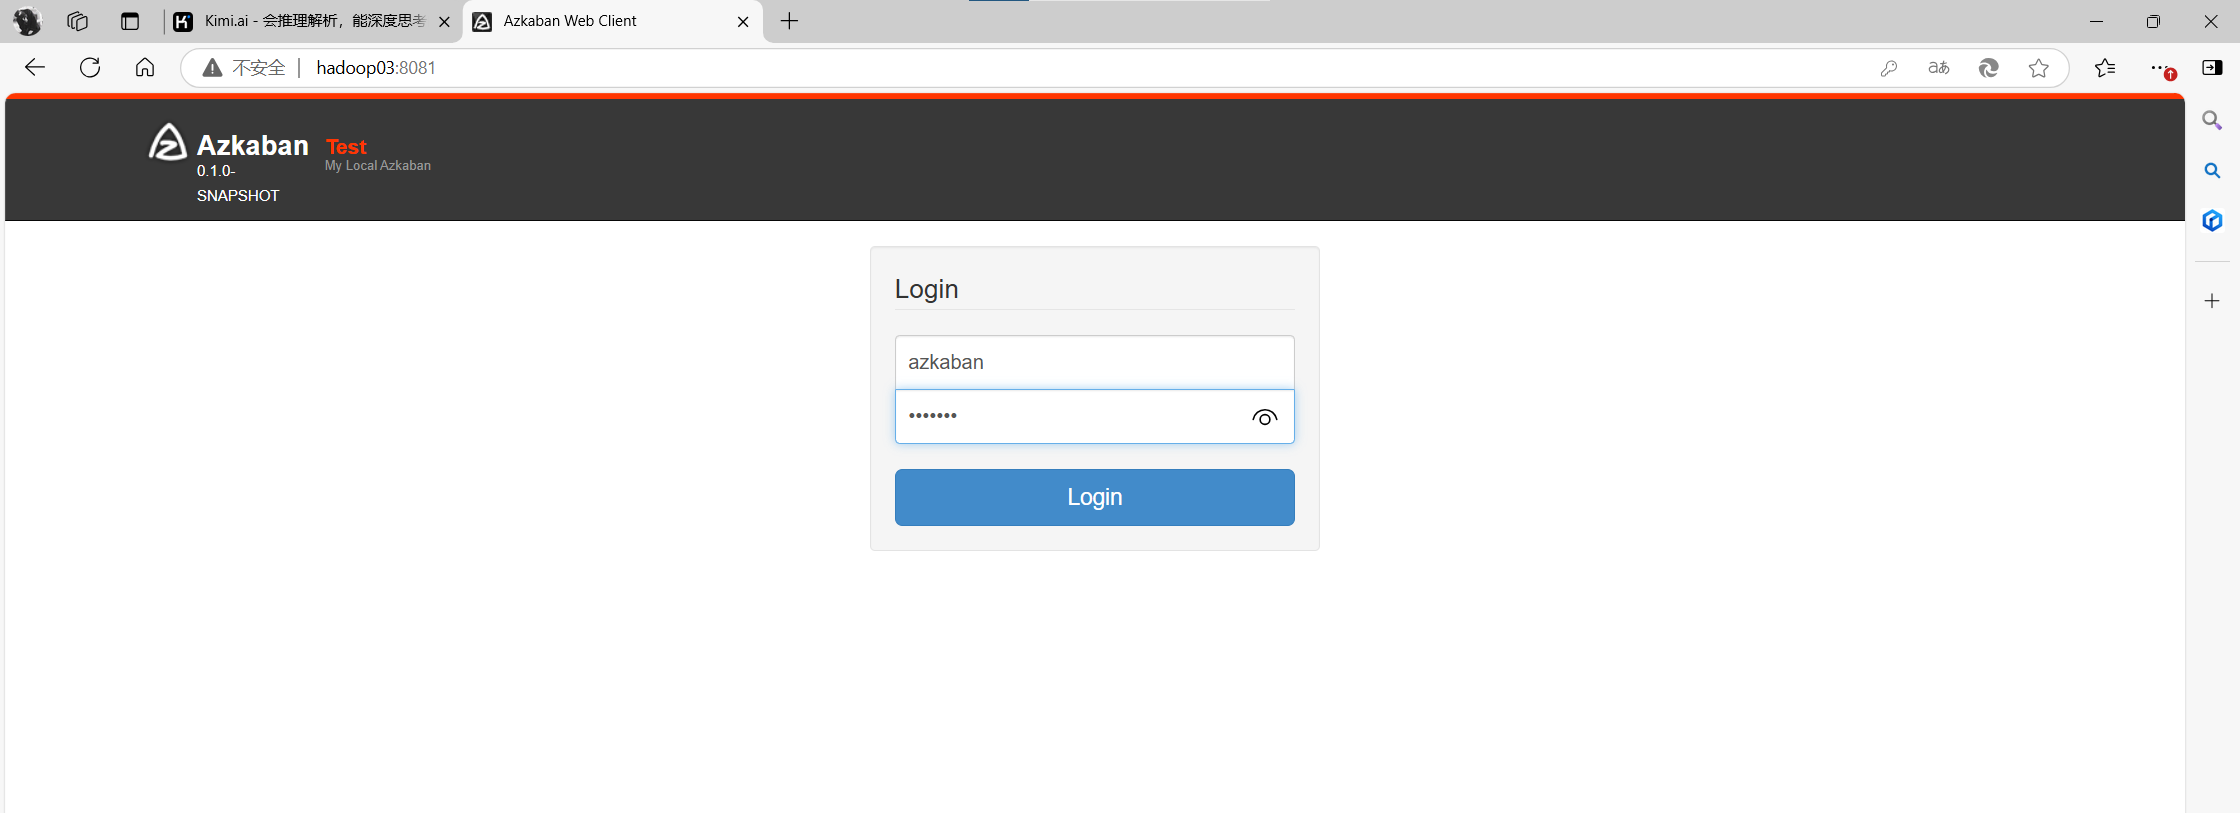 Kimi.ai - 会推理解析，能深度思考
Azkaban Web Client
不安全
hadoop03:8081
Azkaban
Test
My Local Azkaban
0.1.0-
SNAPSHOT
Login
azkaban
•••••••
Login